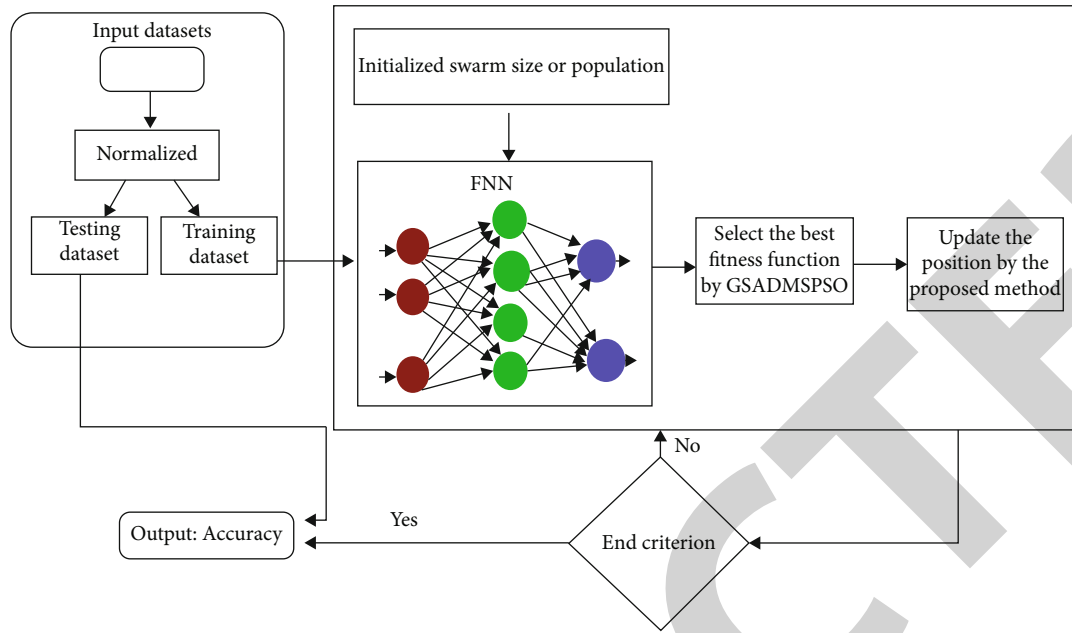 Input datasets
Normalized
Testing
dataset
Training
dataset
Initialized swarm size or population
FNN
Select the best
fitness function
by GSADMSPSO
Update the
position by the
proposed method
No
End criterion
Yes
Output: Accuracy